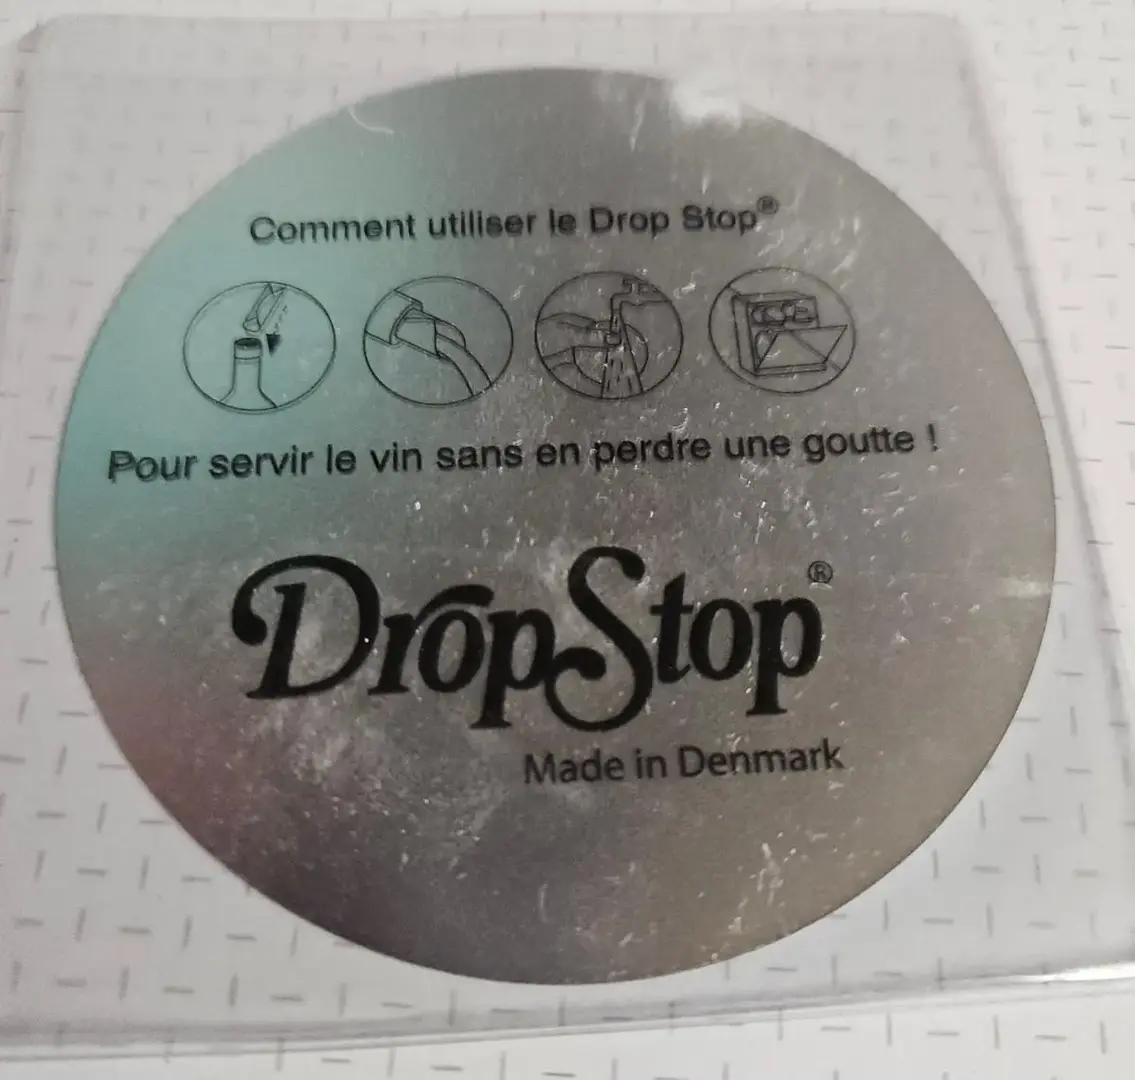 Comment utiliser le Drop Stop®
Pour servir le vin sans en perdre une goutte !
DropStop®
Made in Denmark